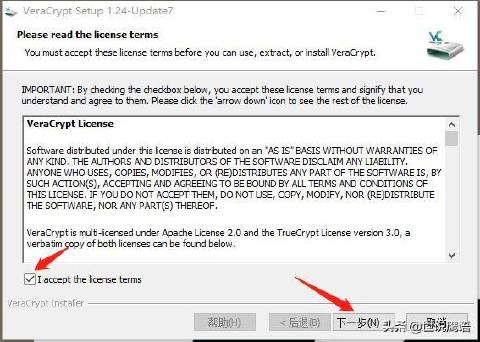 VeraCrypt Setup 1.24-Update7
Please read the license terms
You must accept these license terms before you can use, extract, or install VeraCrypt.
VC
IMPORTANT: By checking the checkbox below, you accept these license terms and signify that you
understand and agree to them. Please click the 'arrow down' icon to see the rest of the license.
VeraCrypt License
Software distributed under this license is distributed on an "AS IS" BASIS WITHOUT WARRANTIES OF
ANY KIND. THE AUTHORS AND DISTRIBUTORS OF THE SOFTWARE DISCLAIM ANY LIABILITY.
ANYONE WHO USES, COPIES, MODIFIES, OR (RE)DISTRIBUTES ANY PART OF THE SOFTWARE IS, BY
SUCH ACTION(S), ACCEPTING AND AGREEING TO BE BOUND BY ALL TERMS AND CONDITIONS OF
THIS LICENSE. IF YOU DO NOT ACCEPT THEM, DO NOT USE, COPY, MODIFY, NOR (RE)DISTRIBUTE
THE SOFTWARE, NOR ANY PART(S) THEREOF.
VeraCrypt is multi-licensed under Apache License 2.0 and the TrueCrypt License version 3.0, a
verbatim copy of both licenses can be found below.
I accept the license terms
VeraCrypt Installer
帮助(H) < 后退(B) 下一步(N) 取消
头条@世说鹰语